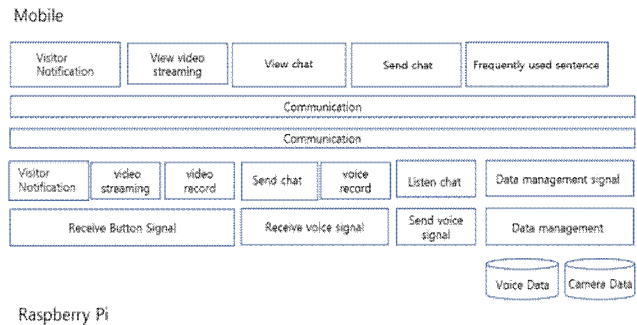 Mobile
Visitor
Notification
View video
streaming
View chat
Send chat
Frequently used sentence
Communication
Communication
Visitor
Notification
video
streaming
video
record
Send chat
voice
record
Listen chat
Data management signal
Receive Button Signal
Receive voice signal
Send voice
signal
Data management
Voice Data
Camera Data
Raspberry Pi